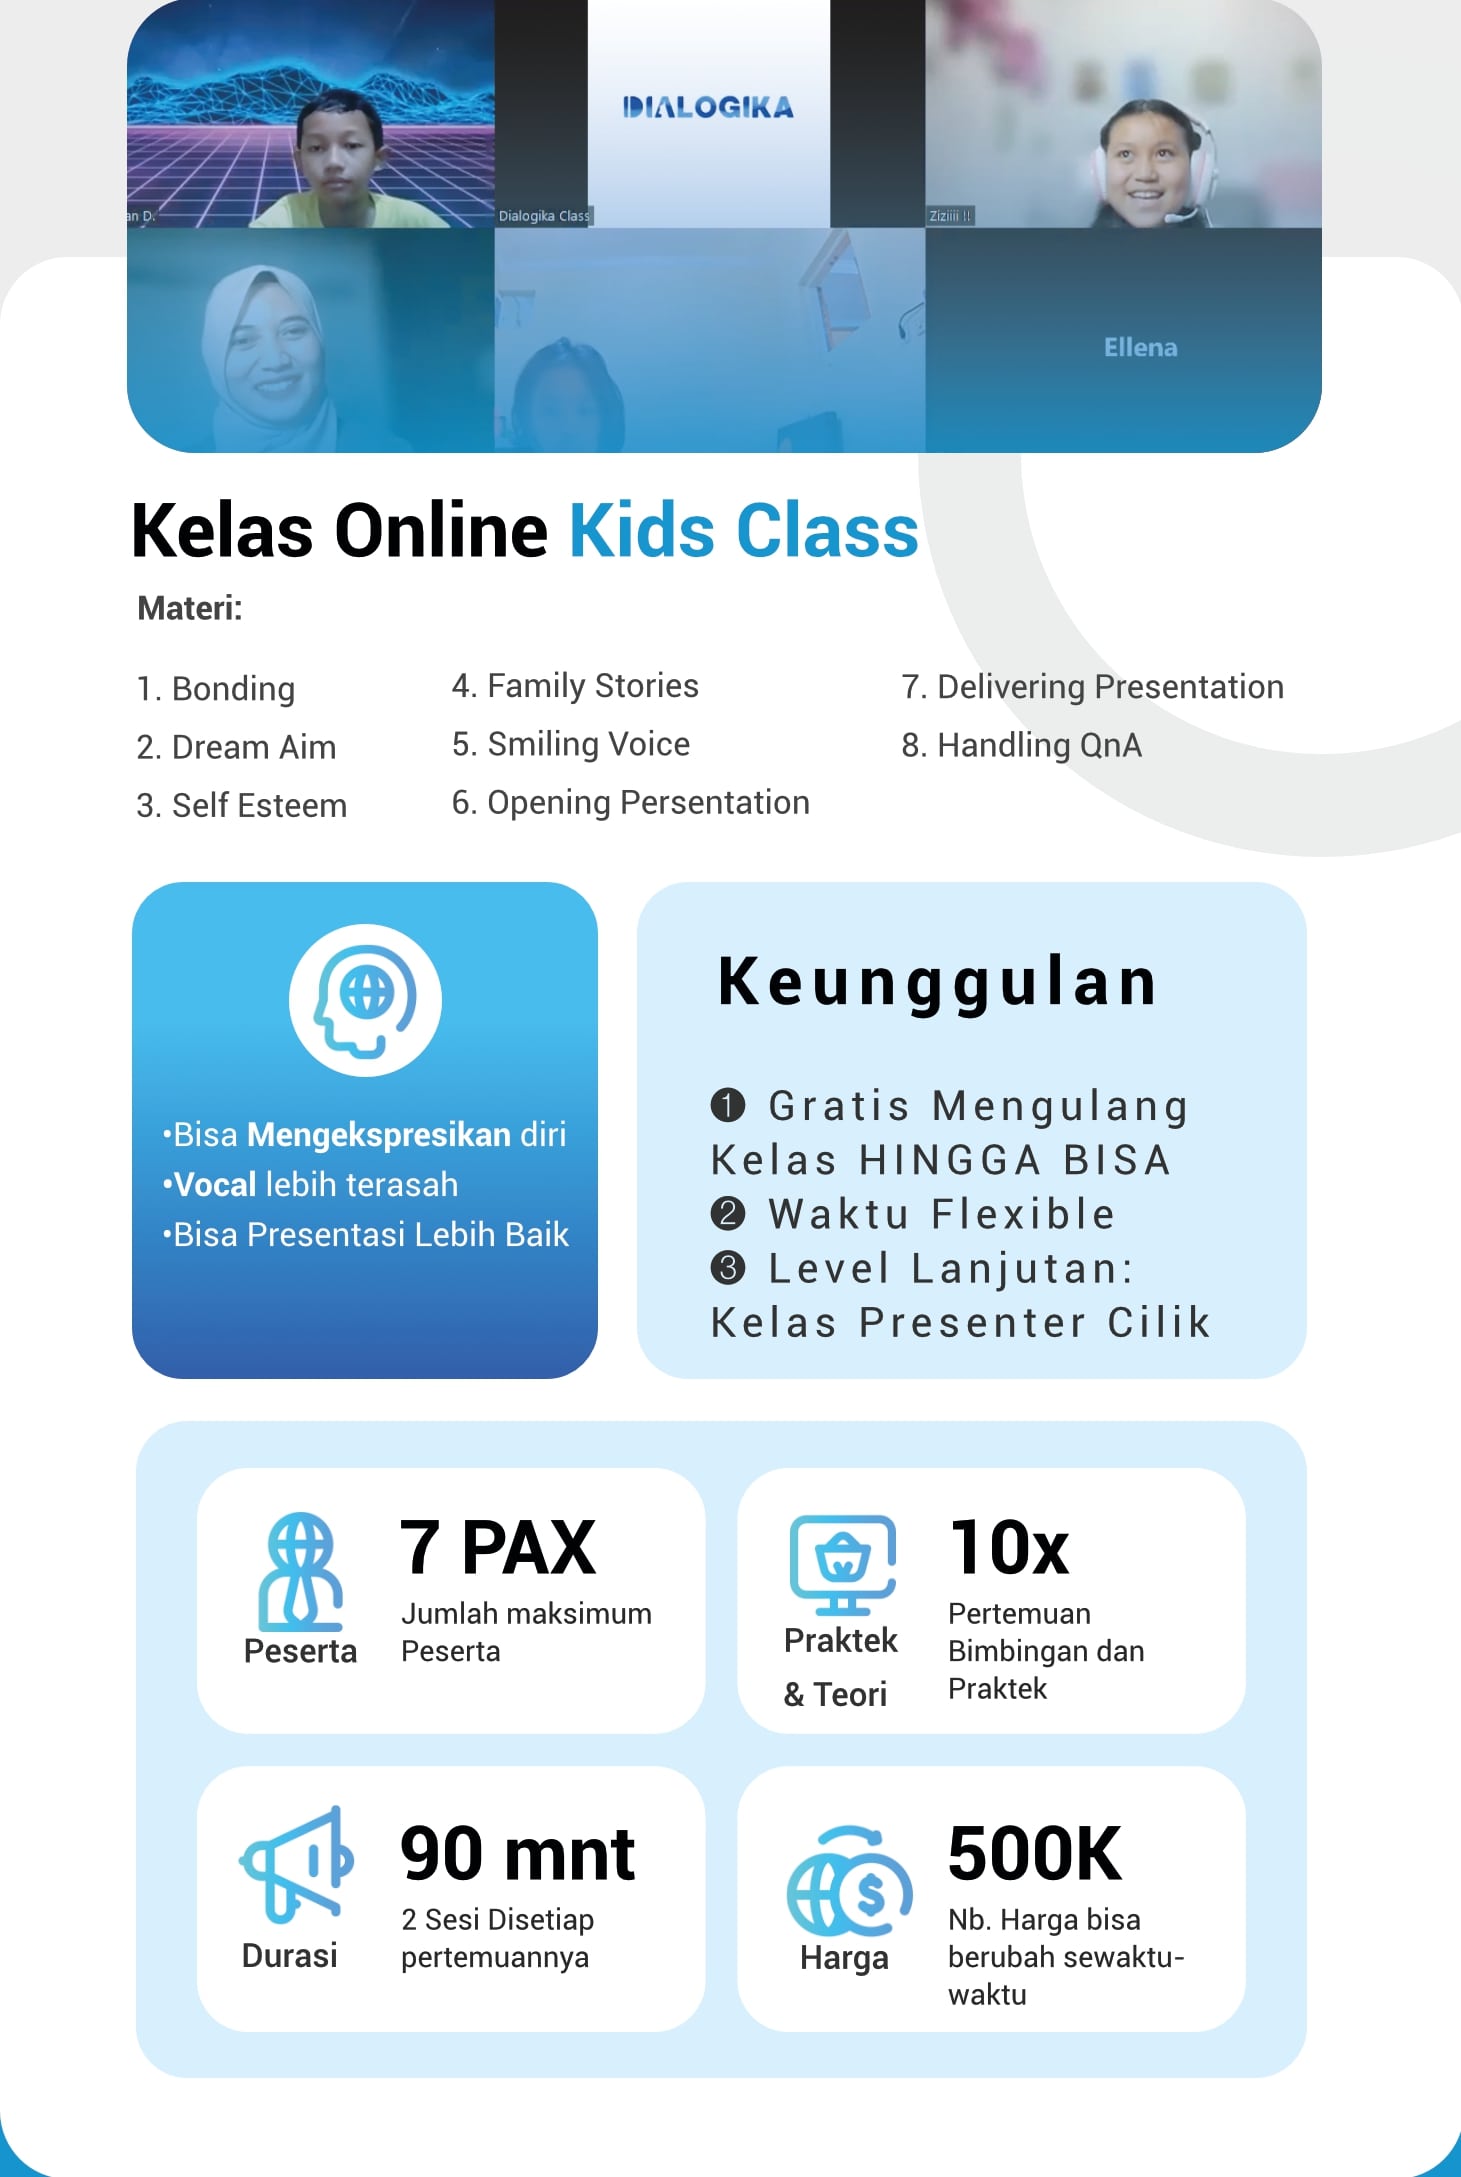 DIALOGIKA
an D.
Dialogika Class
Ziziiii !!
Ellena
Kelas Online Kids Class
Materi:
1. Bonding
2. Dream Aim
3. Self Esteem
4. Family Stories
5. Smiling Voice
6. Opening Persentation
7. Delivering Presentation
8. Handling QnA
•Bisa Mengekspresikan diri
•Vocal lebih terasah
•Bisa Presentasi Lebih Baik
Keunggulan
❶ Gratis Mengulang
Kelas HINGGA BISA
❷ Waktu Flexible
❸ Level Lanjutan:
Kelas Presenter Cilik
Peserta
7 PAX
Jumlah maksimum
Peserta
Praktek
& Teori
10x
Pertemuan
Bimbingan dan
Praktek
Durasi
90 mnt
2 Sesi Disetiap
pertemuannya
Harga
500K
Nb. Harga bisa
berubah sewaktu-
waktu